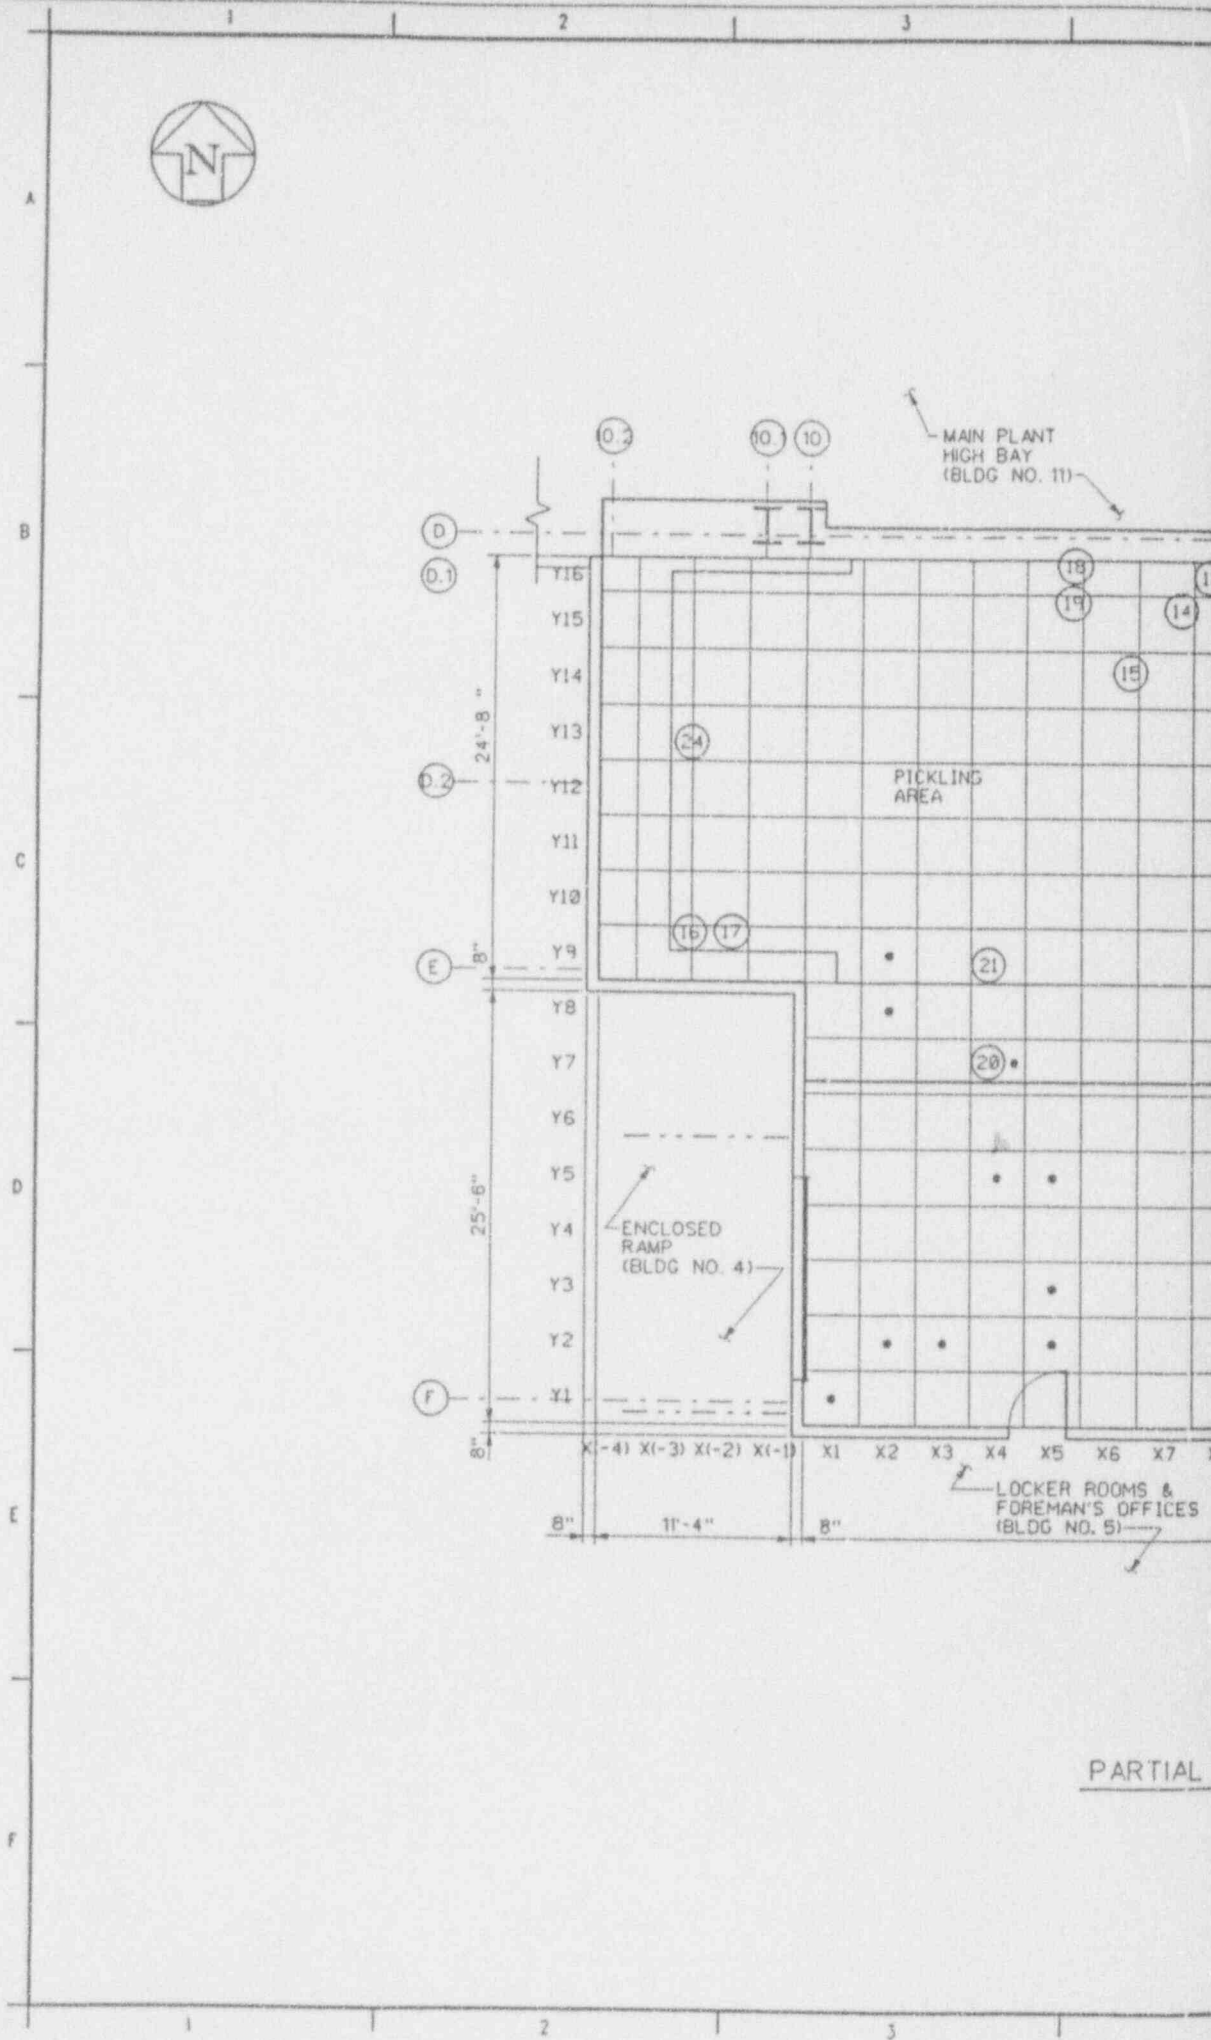 1 2 3
N
A
10.2 10.1 10
MAIN PLANT
HIGH BAY
(BLDG NO. 11)
B
D
D.1
Y16
18
19
14
Y15
Y14
15
24'-8"
Y13
24
D.2
Y12
PICKLING
AREA
Y11
C
Y10
16 17
Y9
8"
E
21
Y8
Y7
20
Y6
D
Y5
25'-6"
Y4
ENCLOSED
RAMP
(BLDG NO. 4)
Y3
Y2
F
Y1
8"
X(-4) X(-3) X(-2) X(-1) X1 X2 X3 X4 X5 X6 X7
LOCKER ROOMS &
FOREMAN'S OFFICES
(BLDG NO. 5)
E
8" 11'-4" 8"
PARTIAL
F
1 2 3